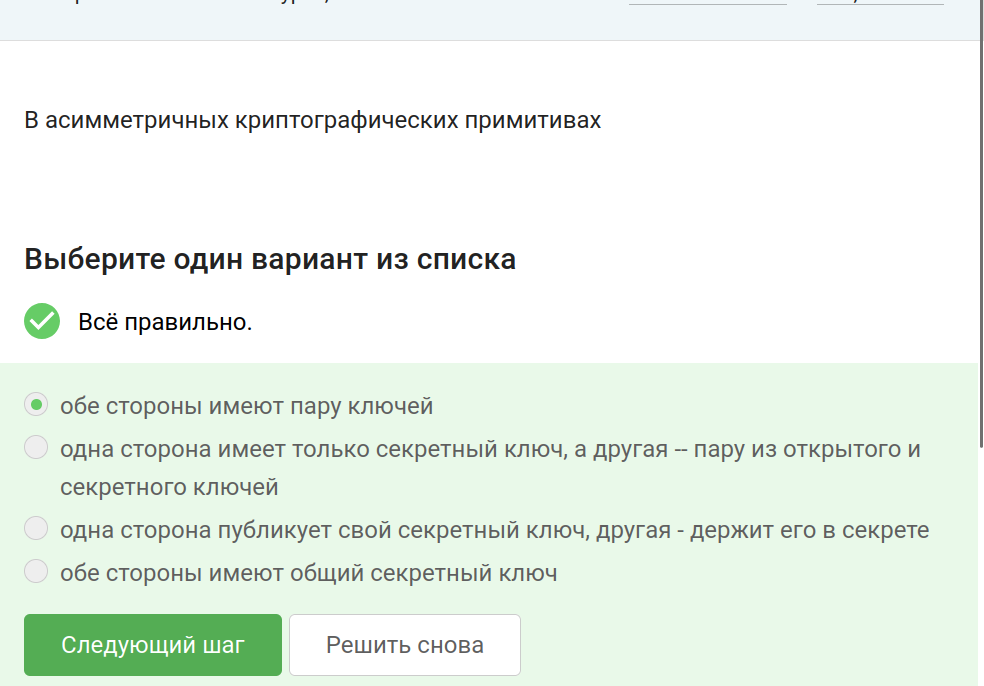 В асимметричных криптографических примитивах
Выберите один вариант из списка
Всё правильно.
обе стороны имеют пару ключей
одна сторона имеет только секретный ключ, а другая -- пару из открытого и
секретного ключей
одна сторона публикует свой секретный ключ, другая - держит его в секрете
обе стороны имеют общий секретный ключ
Следующий шаг
Решить снова